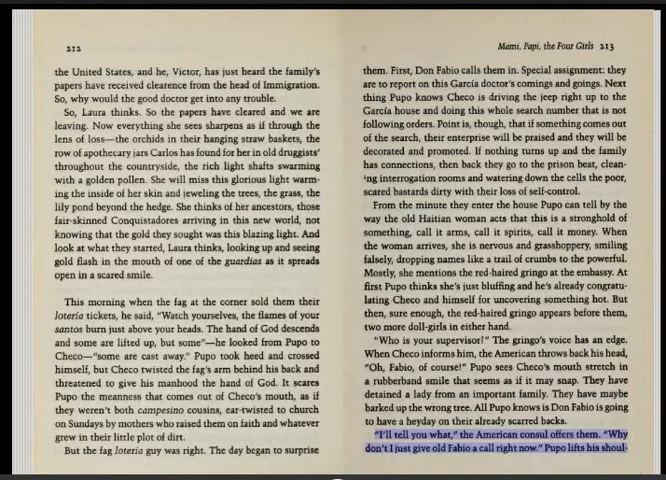 212
the United States, and he, Victor, has just heard the family's
papers have received clearence from the head of Immigration.
So, why would the good doctor get into any trouble.
So, Laura thinks. So the papers have cleared and we are
leaving. Now everything she sees sharpens as if through the
lens of loss—the orchids in their hanging straw baskets, the
row of apothecary jars Carlos has found for her in old druggists'
throughout the countryside, the rich light shafts swarming
with a golden pollen. She will miss this glorious light warm-
ing the inside of her skin and jeweling the trees, the grass, the
lily pond beyond the hedge. She thinks of her ancestors, those
fair-skinned Conquistadores arriving in this new world, not
knowing that the gold they sought was this blazing light. And
look at what they started, Laura thinks, looking up and seeing
gold flash in the mouth of one of the guardias as it spreads
open in a scared smile.
This morning when the fag at the corner sold them their
loteria tickets, he said, "Watch yourselves, the flames of your
santos burn just above your heads. The hand of God descends
and some are lifted up, but some"—he looked from Pupo to
Checo—"some are cast away." Pupo took heed and crossed
himself, but Checo twisted the fag's arm behind his back and
threatened to give his manhood the hand of God. It scares
Pupo the meanness that comes out of Checo's mouth, as if
they weren't both campesino cousins, ear-twisted to church
on Sundays by mothers who raised them on faith and whatever
grew in their little plot of dirt.
But the fag loteria guy was right. The day began to surprise
Mami, Papi, the Four Girls 213
them. First, Don Fabio calls them in. Special assignment: they
are to report on this García doctor's comings and goings. Next
thing Pupo knows Checo is driving the jeep right up to the
García house and doing this whole search number that is not
following orders. Point is, though, that if something comes out
of the search, their enterprise will be praised and they will be
decorated and promoted. If nothing turns up and the family
has connections, then back they go to the prison beat, clean-
ing interrogation rooms and watering down the cells the poor,
scared bastards dirty with their loss of self-control.
From the minute they enter the house Pupo can tell by the
way the old Haitian woman acts that this is a stronghold of
something, call it arms, call it spirits, call it money. When
the woman arrives, she is nervous and grasshoppery, smiling
falsely, dropping names like a trail of crumbs to the powerful.
Mostly, she mentions the red-haired gringo at the embassy. At
first Pupo thinks she's just bluffing and he's already congratu-
lating Checo and himself for uncovering something hot. But
then, sure enough, the red-haired gringo appears before them,
two more doll-girls in either hand.
"Who is your supervisor?" The gringo's voice has an edge.
When Checo informs him, the American throws back his head,
"Oh, Fabio, of course!" Pupo sees Checo's mouth stretch in
a rubberband smile that seems as if it may snap. They have
detained a lady from an important family. They have maybe
barked up the wrong tree. All Pupo knows is Don Fabio is going
to have a heyday on their already scarred backs.
"I'll tell you what," the American consul offers them. "Why
don't I just give old Fabio a call right now." Pupo lifts his shoul-